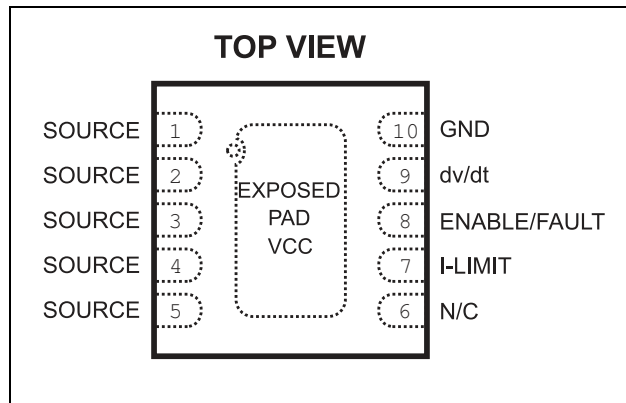 TOP VIEW
SOURCE 1 10 GND
SOURCE 2 9 dv/dt
SOURCE 3 8 ENABLE/FAULT
SOURCE 4 7 I-LIMIT
SOURCE 5 6 N/C
EXPOSED
PAD
VCC